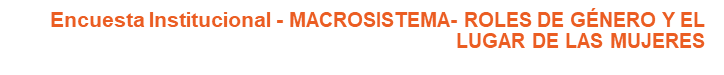 Encuesta Institucional - MACROSISTEMA- ROLES DE GÉNERO Y EL
LUGAR DE LAS MUJERES